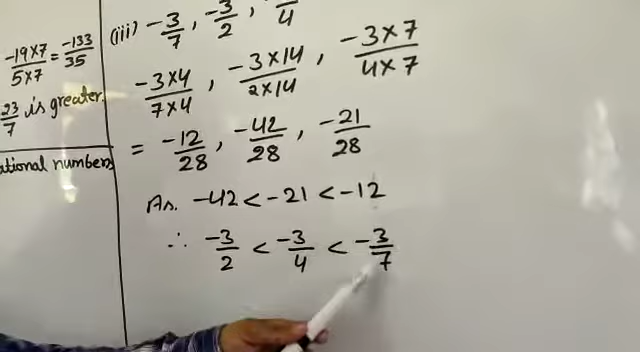 -19×7/5×7 = -133/35
23/7 is greater.
ational numbers
(iii) -3/7, -3/2, /4
-3×4/7×4, -3×14/2×14, -3×7/4×7
= -12/28, -42/28, -21/28
As. -42 < -21 < -12
∴ -3/2 < -3/4 < -3/7